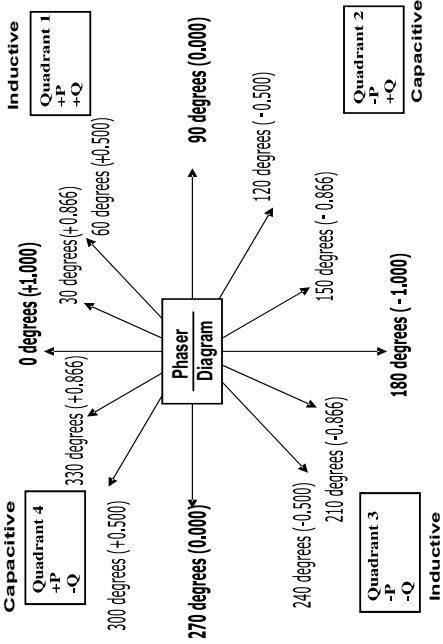 Inductive
Quadrant 1
+P
+Q
Quadrant 2
-P
+Q
Capacitive
90 degrees (0.000)
60 degrees (+0.500)
120 degrees ( - 0.500)
30 degrees(+0.866)
150 degrees ( - 0.866)
0 degrees (+1.000)
Phaser
Diagram
180 degrees ( - 1.000)
330 degrees (+0.866)
210 degrees (-0.866)
300 degrees (+0.500)
240 degrees (-0.500)
270 degrees (0.000)
Capacitive
Quadrant 4
+P
-Q
Quadrant 3
-P
-Q
Inductive